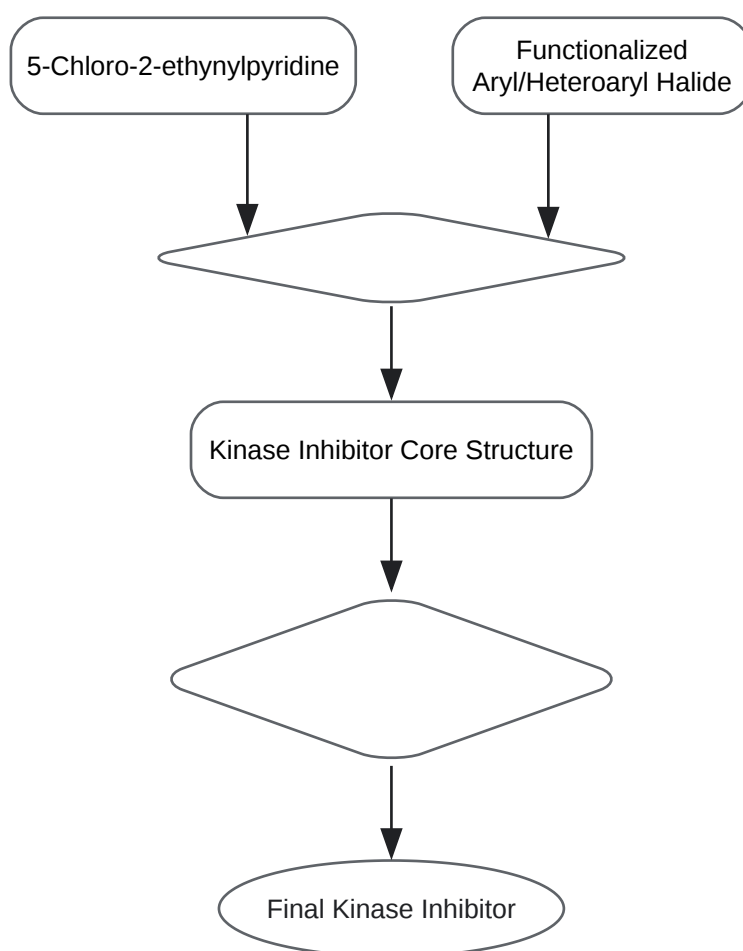 5-Chloro-2-ethynylpyridine
Functionalized
Aryl/Heteroaryl Halide
Kinase Inhibitor Core Structure
Final Kinase Inhibitor